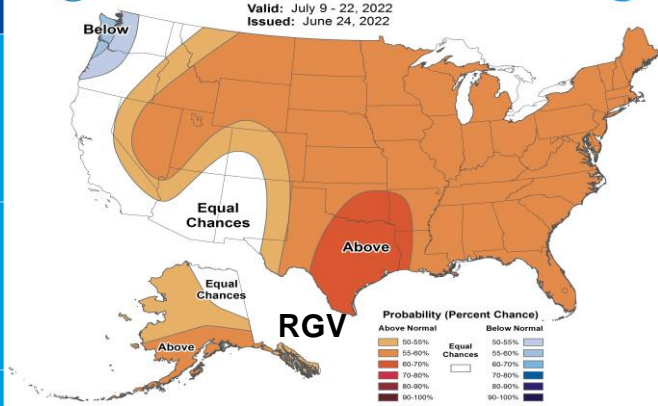 Valid: July 9 - 22, 2022
Issued: June 24, 2022
Below
Equal
Chances
Above
Equal
Chances
Above
RGV
Probability (Percent Chance)
Above Normal
50-55%
55-60%
60-70%
70-80%
80-90%
90-100%
Equal
Chances
Below Normal
50-55%
55-60%
60-70%
70-80%
80-90%
90-100%